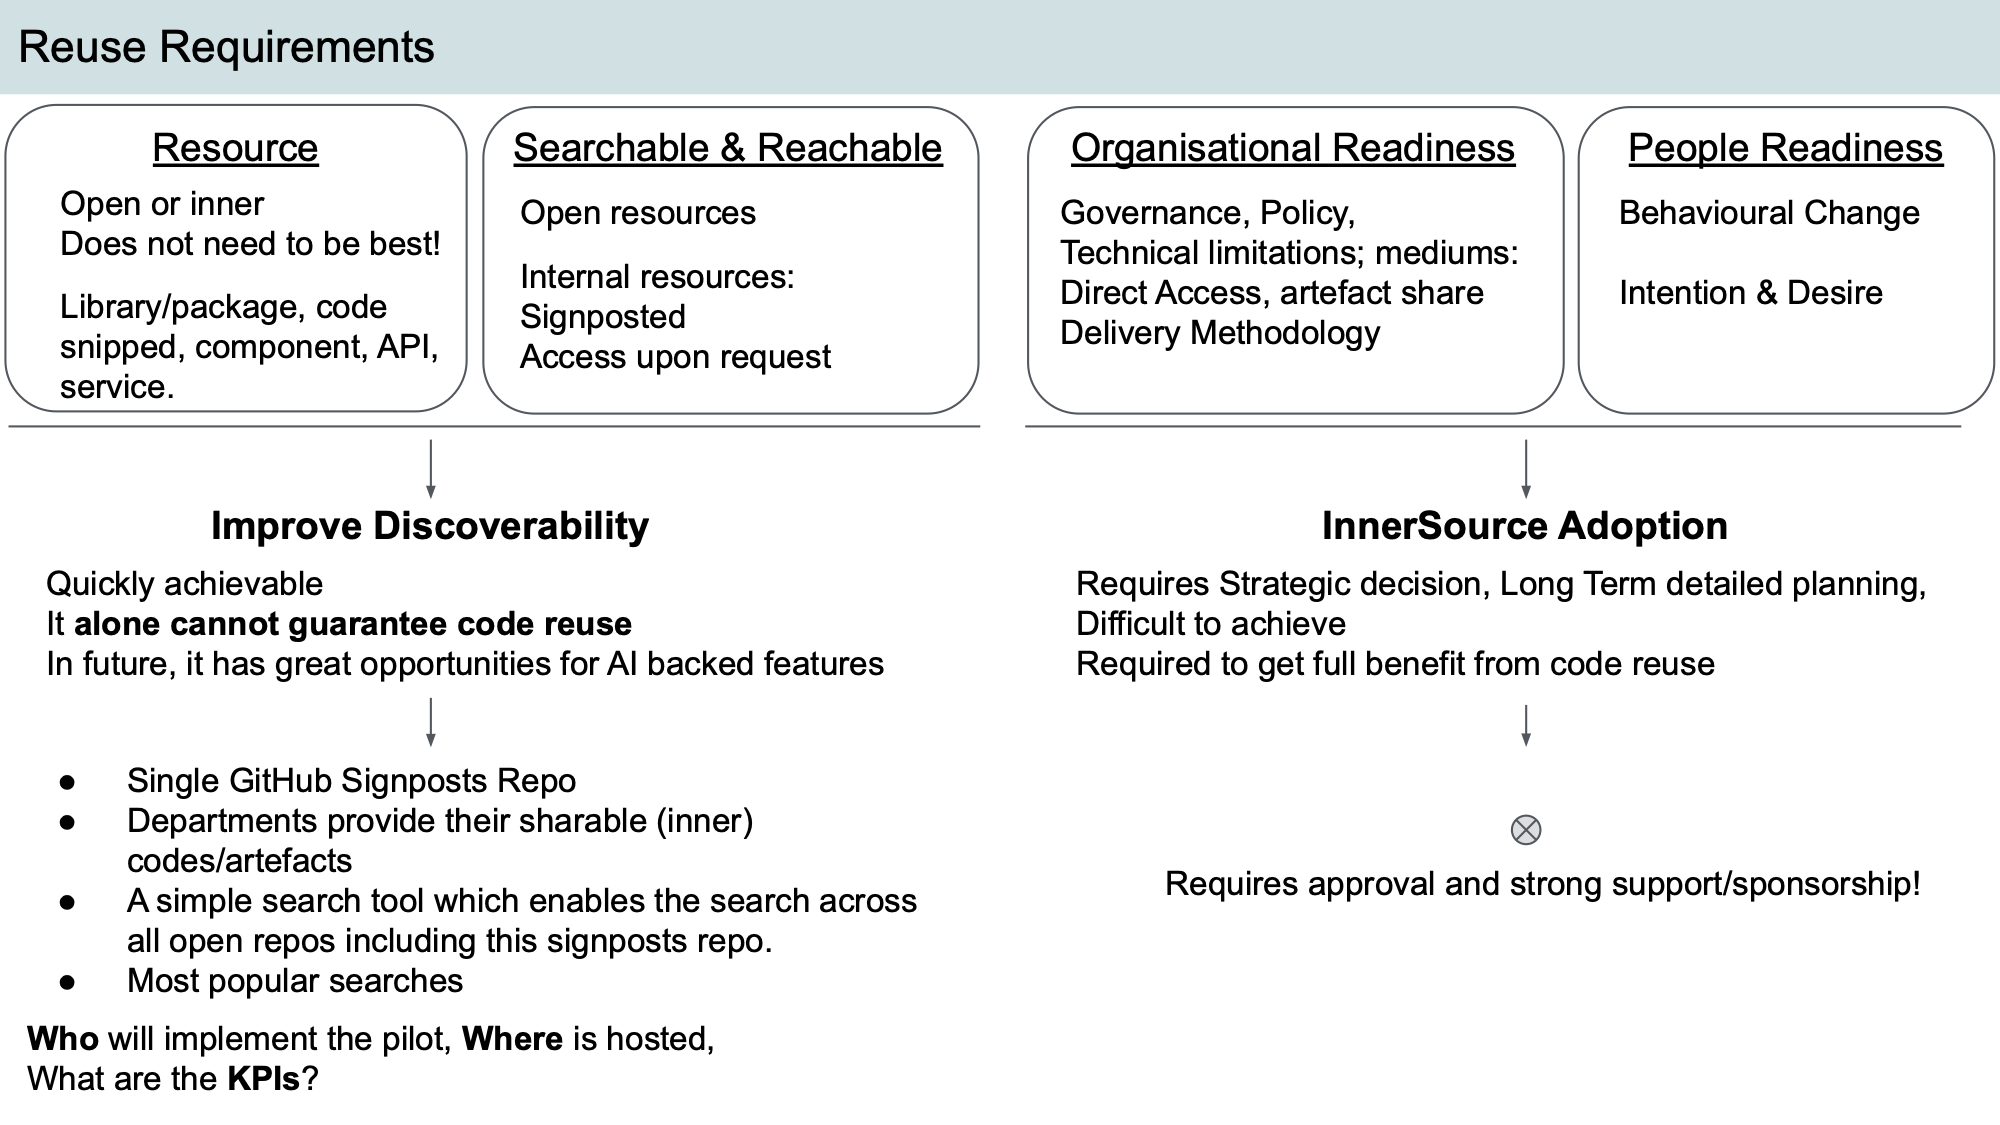 Reuse Requirements
Resource
Open or inner
Does not need to be best!
Library/package, code
snipped, component, API,
service.
Searchable & Reachable
Open resources
Internal resources:
Signposted
Access upon request
Organisational Readiness
Governance, Policy,
Technical limitations; mediums:
Direct Access, artefact share
Delivery Methodology
People Readiness
Behavioural Change
Intention & Desire
Improve Discoverability
Quickly achievable
It alone cannot guarantee code reuse
In future, it has great opportunities for AI backed features
● Single GitHub Signposts Repo
● Departments provide their sharable (inner)
codes/artefacts
● A simple search tool which enables the search across
all open repos including this signposts repo.
● Most popular searches
Who will implement the pilot, Where is hosted,
What are the KPIs?
InnerSource Adoption
Requires Strategic decision, Long Term detailed planning,
Difficult to achieve
Required to get full benefit from code reuse
Requires approval and strong support/sponsorship!